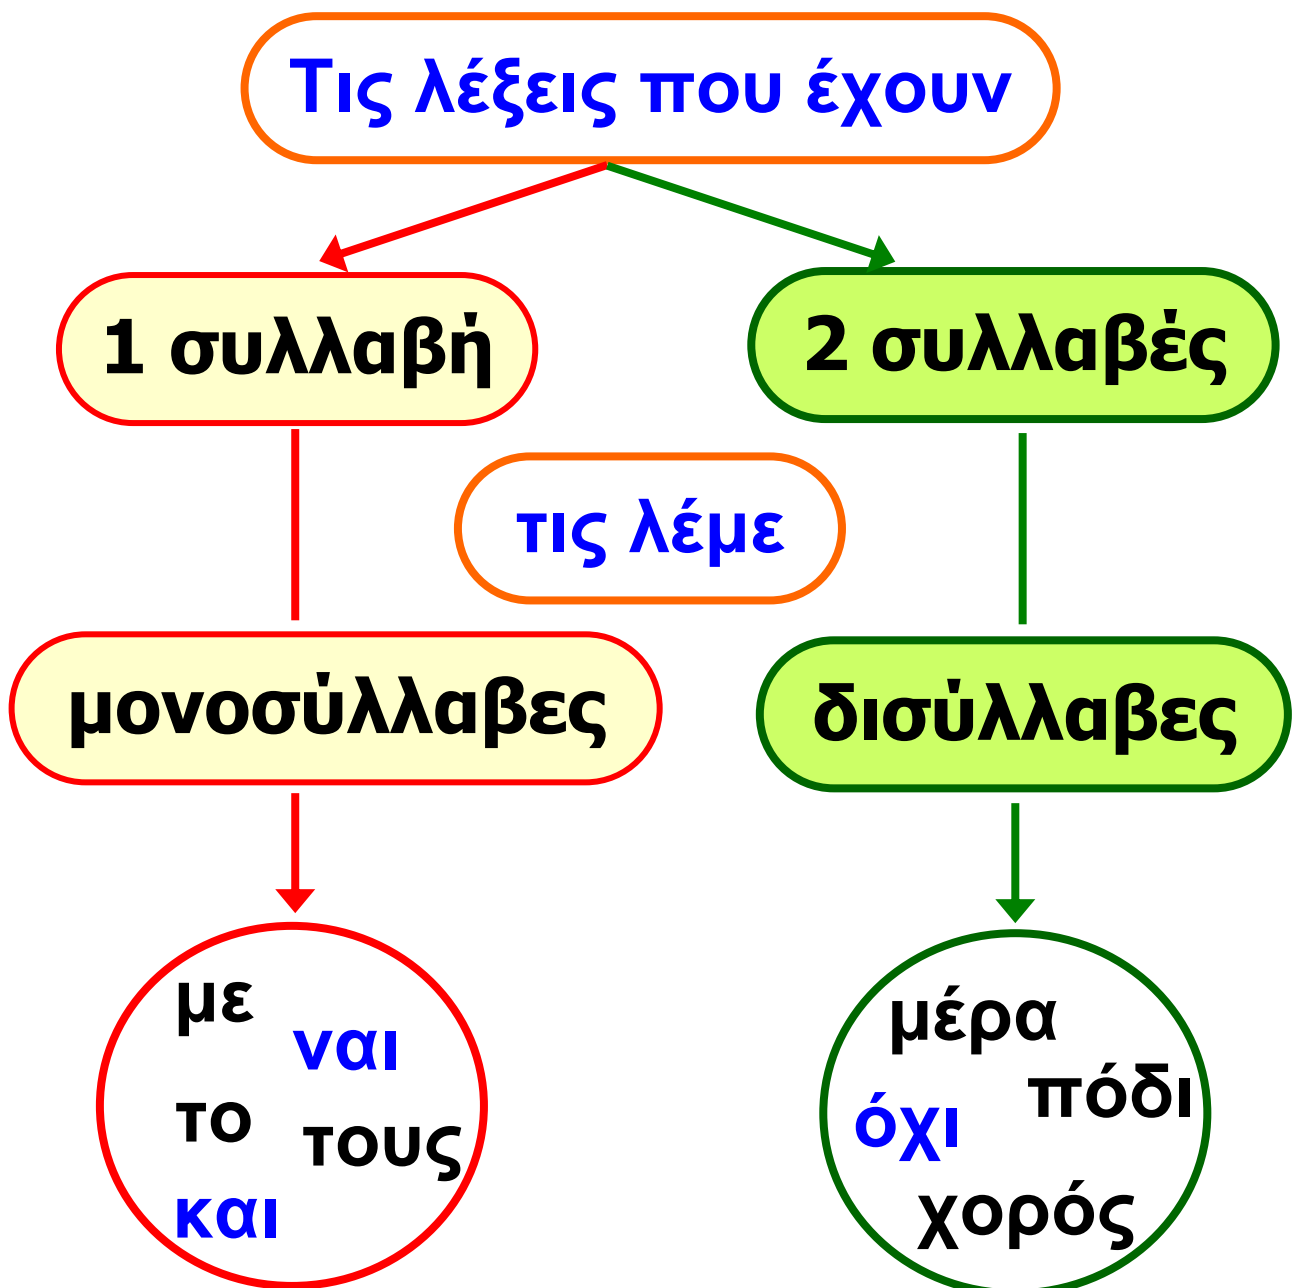 Τις λέξεις που έχουν
1 συλλαβή
2 συλλαβές
τις λέμε
μονοσύλλαβες
δισύλλαβες
με
ναι
το
τους
και
μέρα
πόδι
όχι
χορός